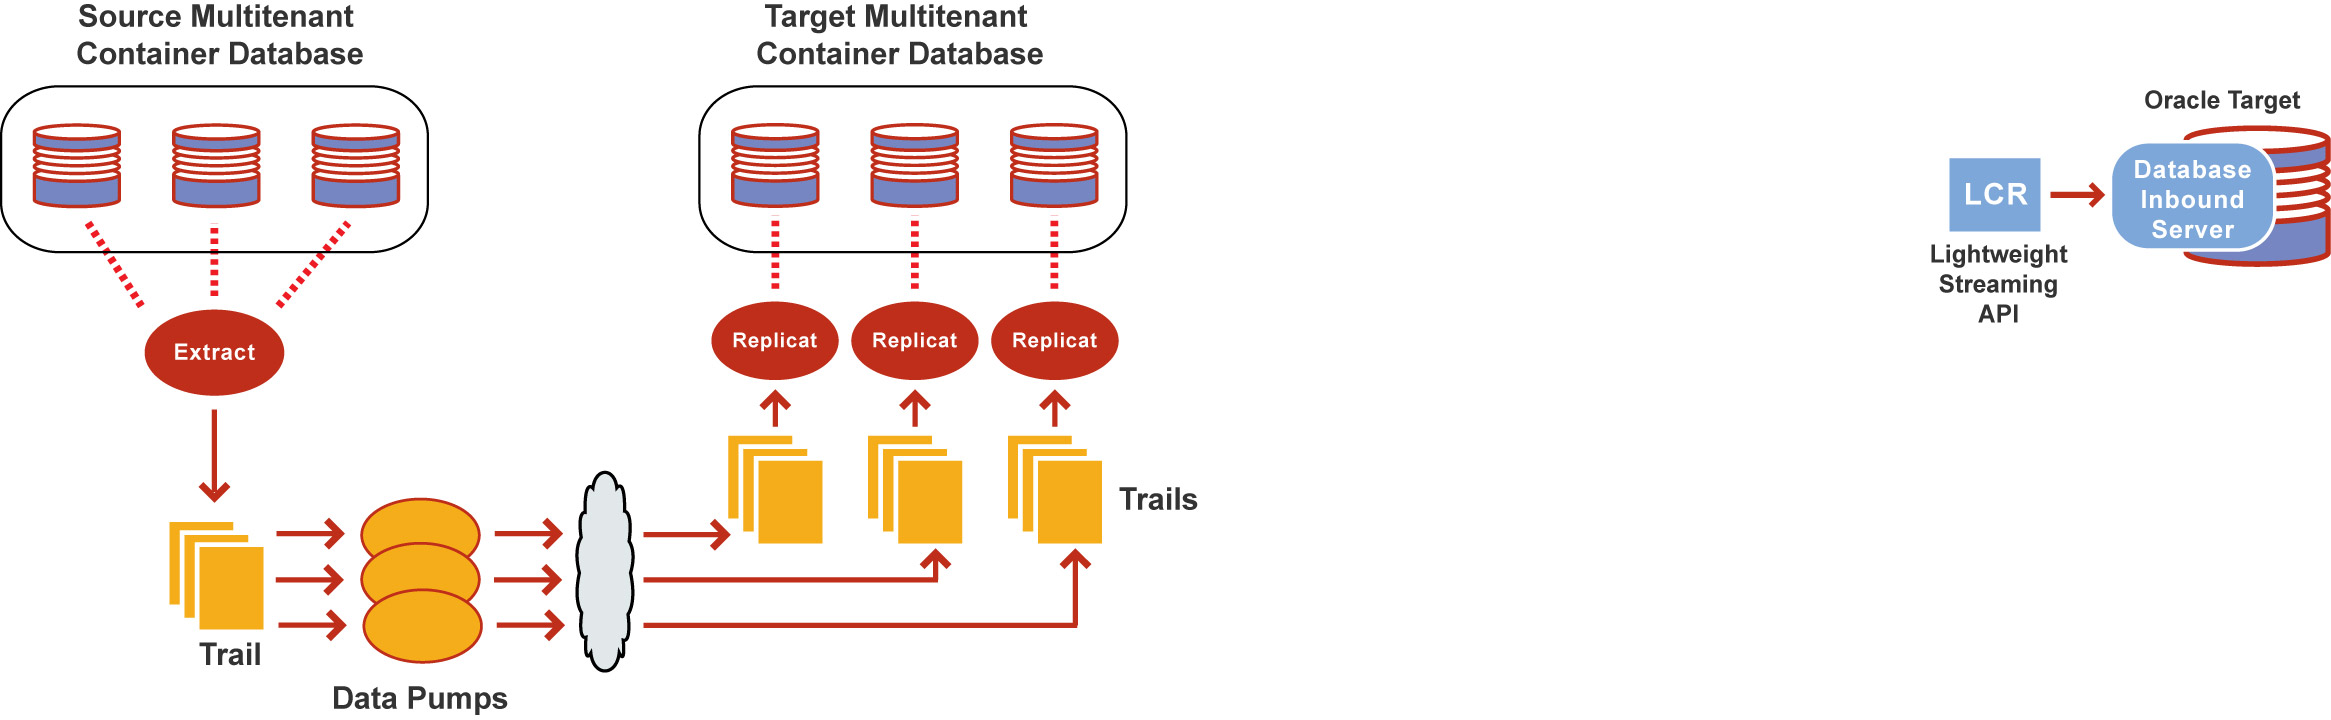 Source Multitenant
Container Database
Target Multitenant
Container Database
Extract
Replicat
Replicat
Replicat
Trails
Trail
Data Pumps
Oracle Target
LCR
Database
Inbound
Server
Lightweight
Streaming
API